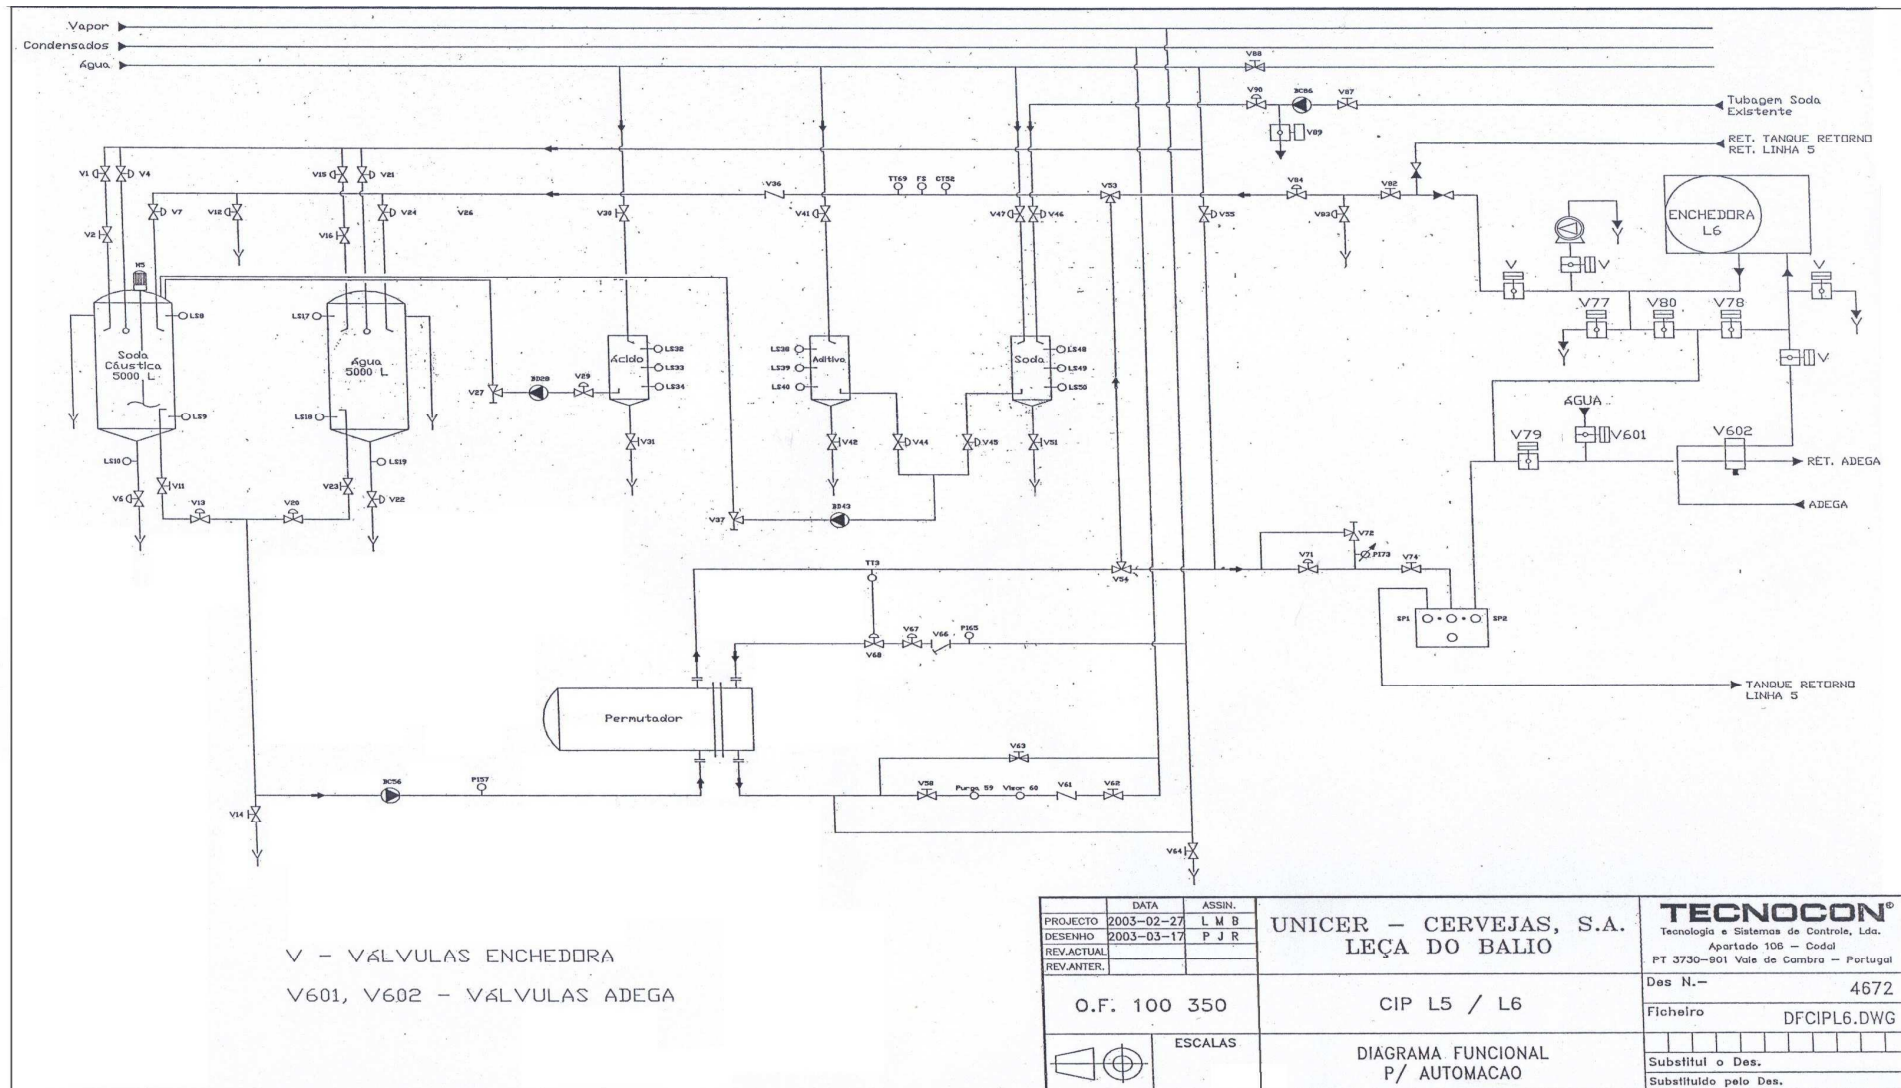 Vapor
Condensados
Água
V88
V90
BC86
V87
Tubagem Soda
Existente
V89
RET. TANQUE RETORNO
RET. LINHA 5
V1
V4
V15
V21
V36
TT69
FS
CT52
V53
V84
V82
V7
V12
V24
V26
V30
V41
V47
V46
V55
V83
V2
V16
ENCHEDORA
L6
V
V
V
M5
LS8
LS17
V77
V80
V78
Soda
Cáustica
5000 L
Água
5000 L
Ácido
LS32
LS33
LS34
LS38
LS39
LS40
Aditivo
Soda
LS48
LS49
LS50
V
V27
BD28
V29
LS9
LS18
ÁGUA
V79
V601
V602
V31
V42
V44
V45
V51
LS10
LS19
RET. ADEGA
V6
V11
V23
V22
V13
V20
V37
BD43
ADEGA
V72
PI73
TT3
V54
V71
V74
V68
V67
V66
PI65
SP1
SP2
TANQUE RETORNO
LINHA 5
Permutador
V63
BC56
PI57
V58
Purga 59
Visor 60
V61
V62
V14
V64
V - VÁLVULAS ENCHEDORA
V601, V602 - VÁLVULAS ADEGA
DATA
ASSIN.
PROJECTO
2003-02-27
L M B
DESENHO
2003-03-17
P J R
REV.ACTUAL
REV.ANTER.
UNICER – CERVEJAS, S.A.
LEÇA DO BALIO
TECNOCON®
Tecnologia e Sistemas de Controle, Lda.
Apartado 106 – Codal
PT 3730-901 Vale de Cambra – Portugal
O.F. 100 350
CIP L5 / L6
Des N.–
4672
Ficheiro
DFCIPL6.DWG
ESCALAS
DIAGRAMA FUNCIONAL
P/ AUTOMACAO
Substitui o Des.
Substituido pelo Des.